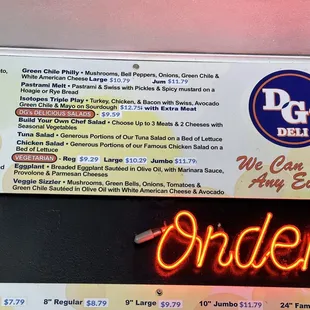 to,
Green Chile Philly • Mushrooms, Bell Peppers, Onions, Green Chile &
White American Cheese Large $10.79 Jum $11.79
Pastrami Melt • Pastrami & Swiss with Pickles & Spicy mustard on a
Hoagie or Rye Bread
Isotopes Triple Play • Turkey, Chicken, & Bacon with Swiss, Avocado
Green Chile & Mayo on Sourdough $12.75 with Extra Meat
DG's DELICIOUS SALADS • $9.59
Build Your Own Chef Salad • Choose Up to 3 Meats & 2 Cheeses with
Seasonal Vegetables
Tuna Salad • Generous Portions of Our Tuna Salad on a Bed of Lettuce
Chicken Salad • Generous Portions of our Famous Chicken Salad on a
Bed of Lettuce
VEGETARIAN • Reg $9.29 Large $10.29 Jumbo $11.79
Eggplant • Breaded Eggplant Sautéed in Olive Oil, with Marinara Sauce,
Provolone & Parmesan Cheeses
Veggie Sizzler • Mushrooms, Green Bells, Onions, Tomatoes &
Green Chile Sautéed in Olive Oil with White American Cheese & Avocado
DG
DELI
We Can
Any E
Order
$7.79 8" Regular $8.79 9" Large $9.79 10" Jumbo $11.79 24" Fam